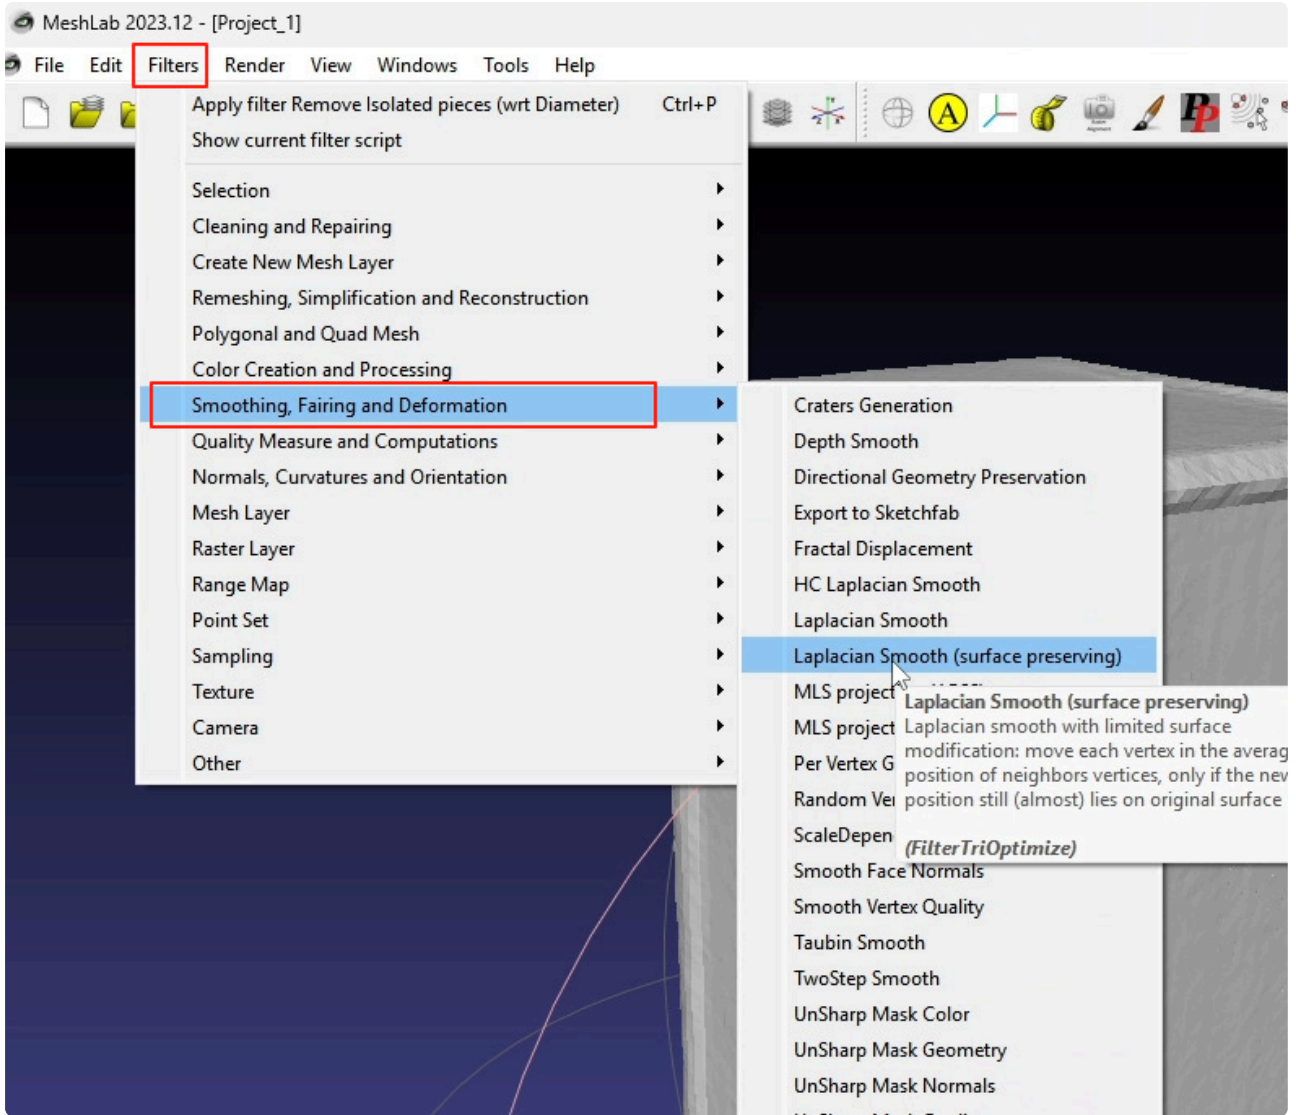 MeshLab 2023.12 - [Project_1]
File Edit Filters Render View Windows Tools Help
Apply filter Remove Isolated pieces (wrt Diameter) Ctrl+P
Show current filter script
A
Pp
Selection
Cleaning and Repairing
Create New Mesh Layer
Remeshing, Simplification and Reconstruction
Polygonal and Quad Mesh
Color Creation and Processing
Smoothing, Fairing and Deformation
Quality Measure and Computations
Normals, Curvatures and Orientation
Mesh Layer
Raster Layer
Range Map
Point Set
Sampling
Texture
Camera
Other
Craters Generation
Depth Smooth
Directional Geometry Preservation
Export to Sketchfab
Fractal Displacement
HC Laplacian Smooth
Laplacian Smooth
Laplacian Smooth (surface preserving)
MLS project
MLS project
Per Vertex G
Random Ver
ScaleDepen
Smooth Face Normals
Smooth Vertex Quality
Taubin Smooth
TwoStep Smooth
UnSharp Mask Color
UnSharp Mask Geometry
UnSharp Mask Normals
Laplacian Smooth (surface preserving)
Laplacian smooth with limited surface
modification: move each vertex in the averag
position of neighbors vertices, only if the new
position still (almost) lies on original surface
(FilterTriOptimize)